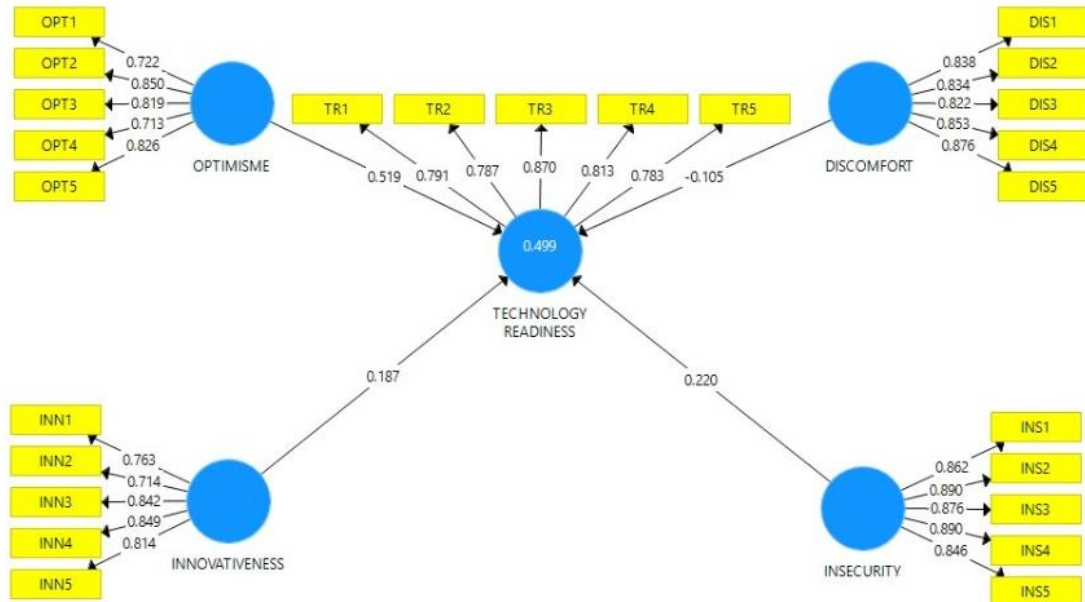 OPT1
OPT2
OPT3
OPT4
OPT5
0.722
0.850
0.819
0.713
0.826
OPTIMISME
TR1
TR2
TR3
TR4
TR5
0.519
0.791
0.787
0.870
0.813
0.783
-0.105
DIS1
DIS2
DIS3
DIS4
DIS5
0.838
0.834
0.822
0.853
0.876
DISCOMFORT
0.499
TECHNOLOGY
READINESS
0.187
0.220
INN1
INN2
INN3
INN4
INN5
0.763
0.714
0.842
0.849
0.814
INNOVATIVENESS
INS1
INS2
INS3
INS4
INS5
0.862
0.890
0.876
0.890
0.846
INSECURITY